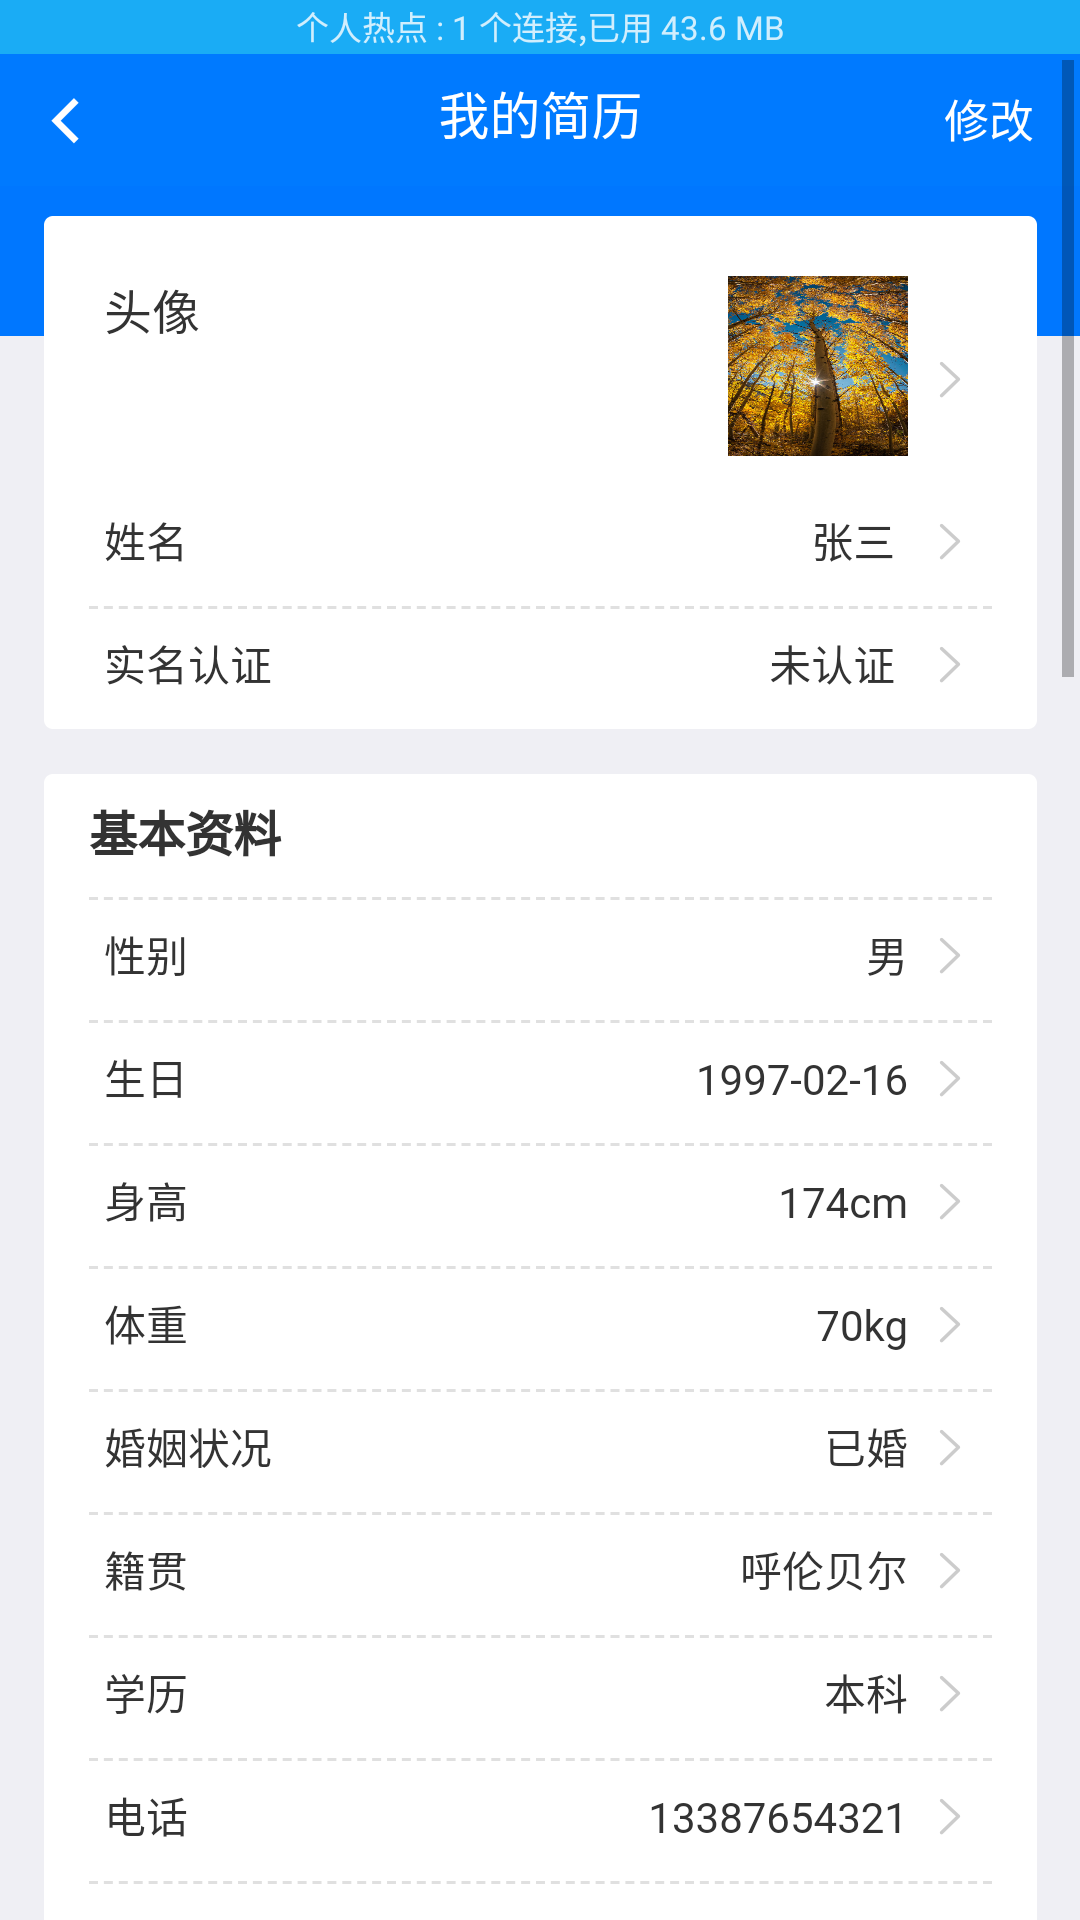 个人热点 : 1 个连接,已用 43.6 MB
我的简历
修改
头像
姓名 张三
实名认证 未认证
基本资料
性别 男
生日 1997-02-16
身高 174cm
体重 70kg
婚姻状况 已婚
籍贯 呼伦贝尔
学历 本科
电话 13387654321